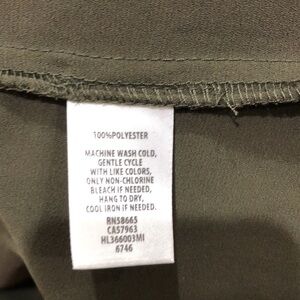 100%POLYESTER
MACHINE WASH COLD,
GENTLE CYCLE
WITH LIKE COLORS,
ONLY NON-CHLORINE
BLEACH IF NEEDED,
HANG TO DRY,
COOL IRON IF NEEDED.
RN58665
CA57963
HL366003MI
6746